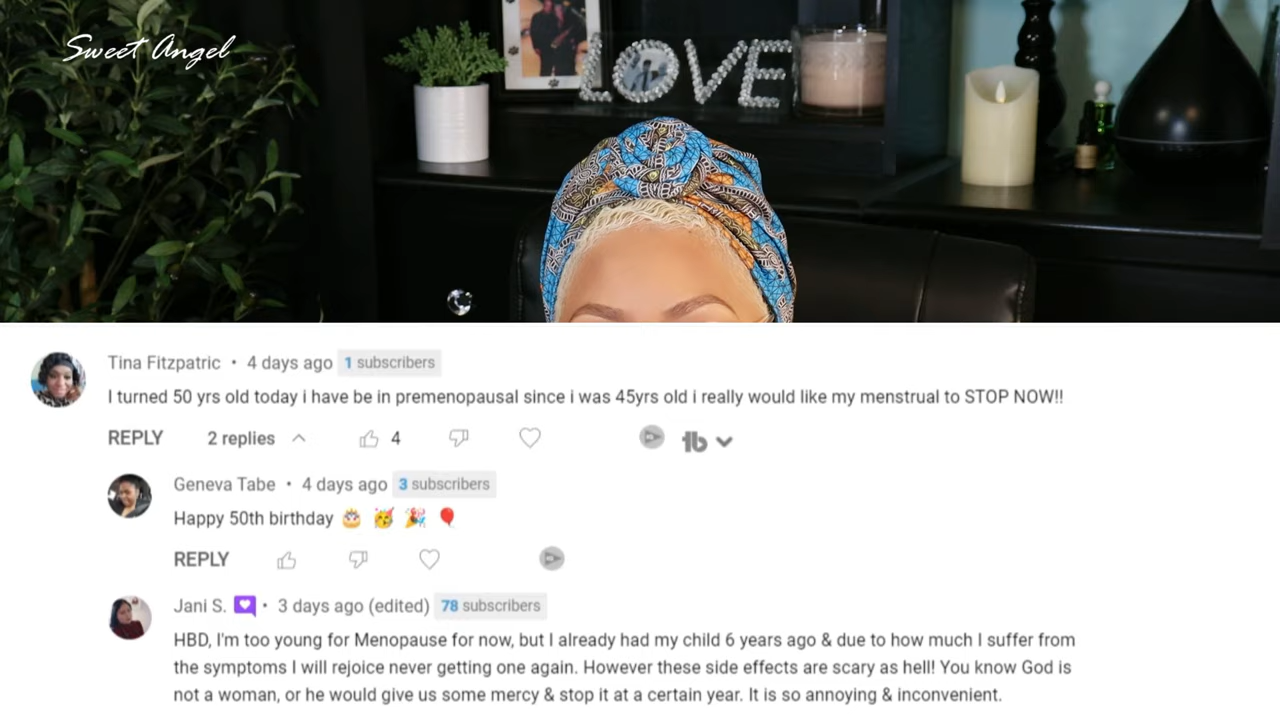 Sweet Angel
LOVE
Tina Fitzpatric • 4 days ago 1 subscribers
I turned 50 yrs old today i have be in premenopausal since i was 45yrs old i really would like my menstrual to STOP NOW!!
REPLY 2 replies 4
Geneva Tabe • 4 days ago 3 subscribers
Happy 50th birthday 🎂 🥳 🎉 🎈
REPLY
Jani S. 💜 • 3 days ago (edited) 78 subscribers
HBD, I'm too young for Menopause for now, but I already had my child 6 years ago & due to how much I suffer from
the symptoms I will rejoice never getting one again. However these side effects are scary as hell! You know God is
not a woman, or he would give us some mercy & stop it at a certain year. It is so annoying & inconvenient.